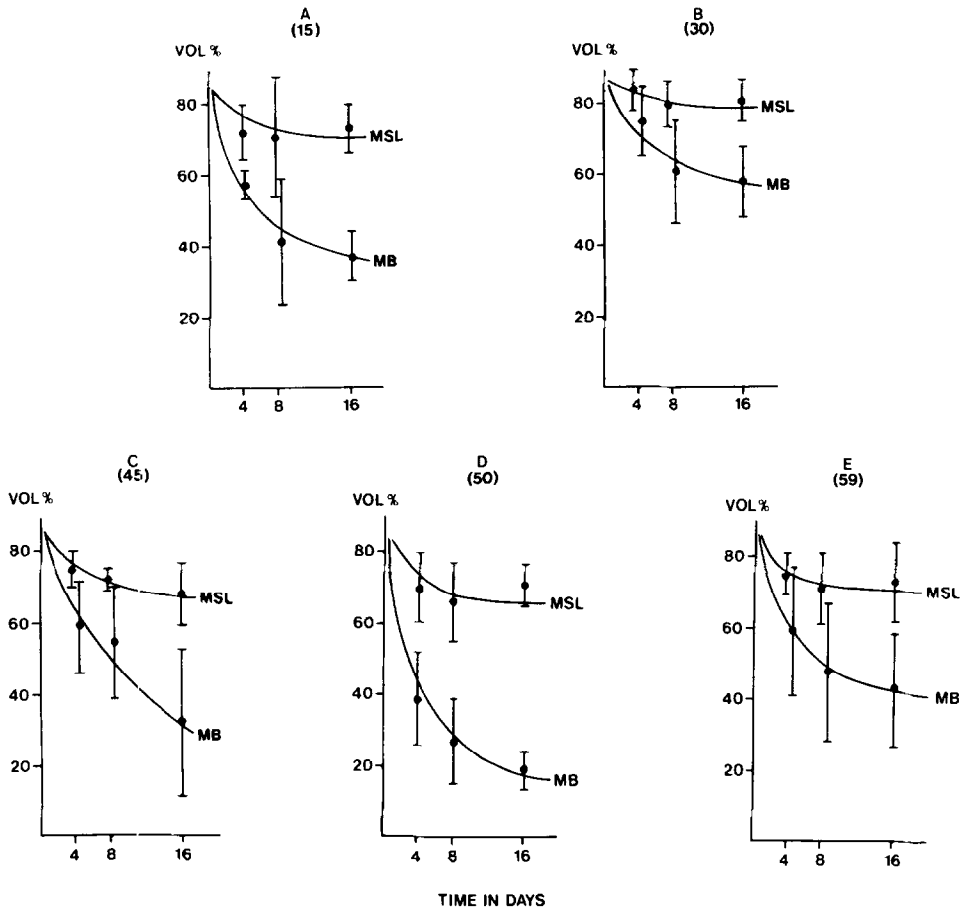 A
(15)
VOL %
80
60
40
20
4 8 16
MSL
MB
B
(30)
VOL %
80
60
40
20
4 8 16
MSL
MB
C
(45)
VOL %
80
60
40
20
4 8 16
MSL
MB
D
(50)
VOL %
80
60
40
20
4 8 16
MSL
MB
E
(59)
VOL %
80
60
40
20
4 8 16
MSL
MB
TIME IN DAYS